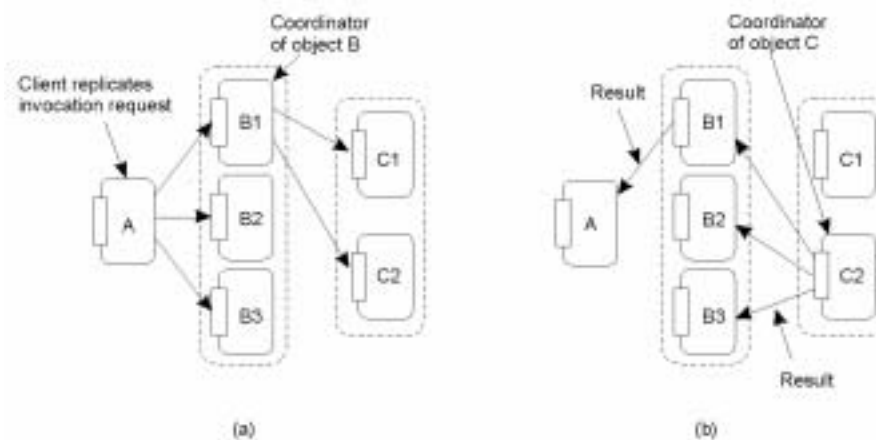 Coordinator
of object B
Client replicates
invocation request
A
B1
B2
B3
C1
C2
(a)
Coordinator
of object C
Result
A
B1
B2
B3
C1
C2
Result
(b)